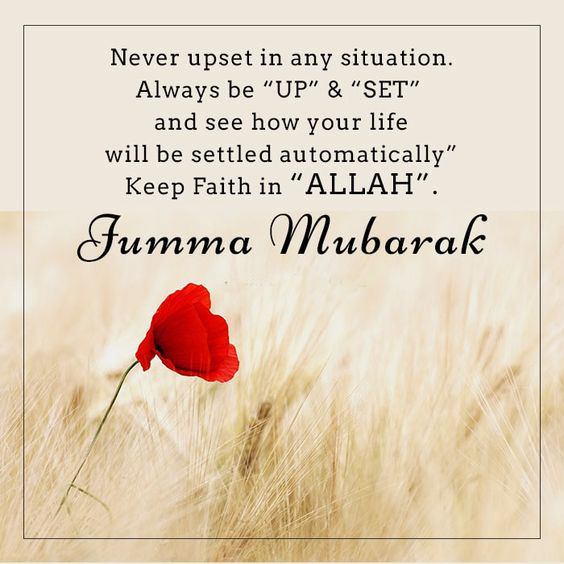 Never upset in any situation.
Always be “UP” & “SET”
and see how your life
will be settled automatically”
Keep Faith in “ALLAH”.
Jumma Mubarak